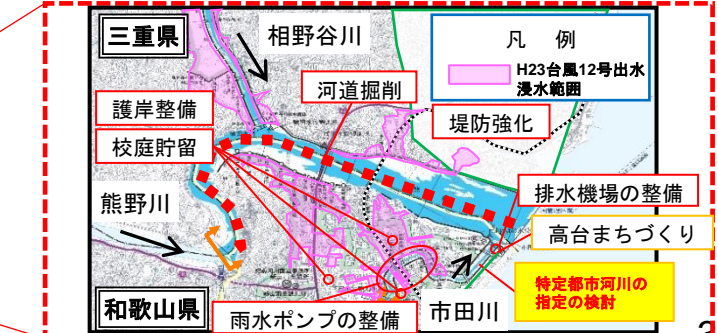 三重県
相野谷川
凡 例
H23台風12号出水
浸水範囲
護岸整備
河道掘削
校庭貯留
堤防強化
熊野川
排水機場の整備
高台まちづくり
特定都市河川の
指定の検討
和歌山県
雨水ポンプの整備
市田川